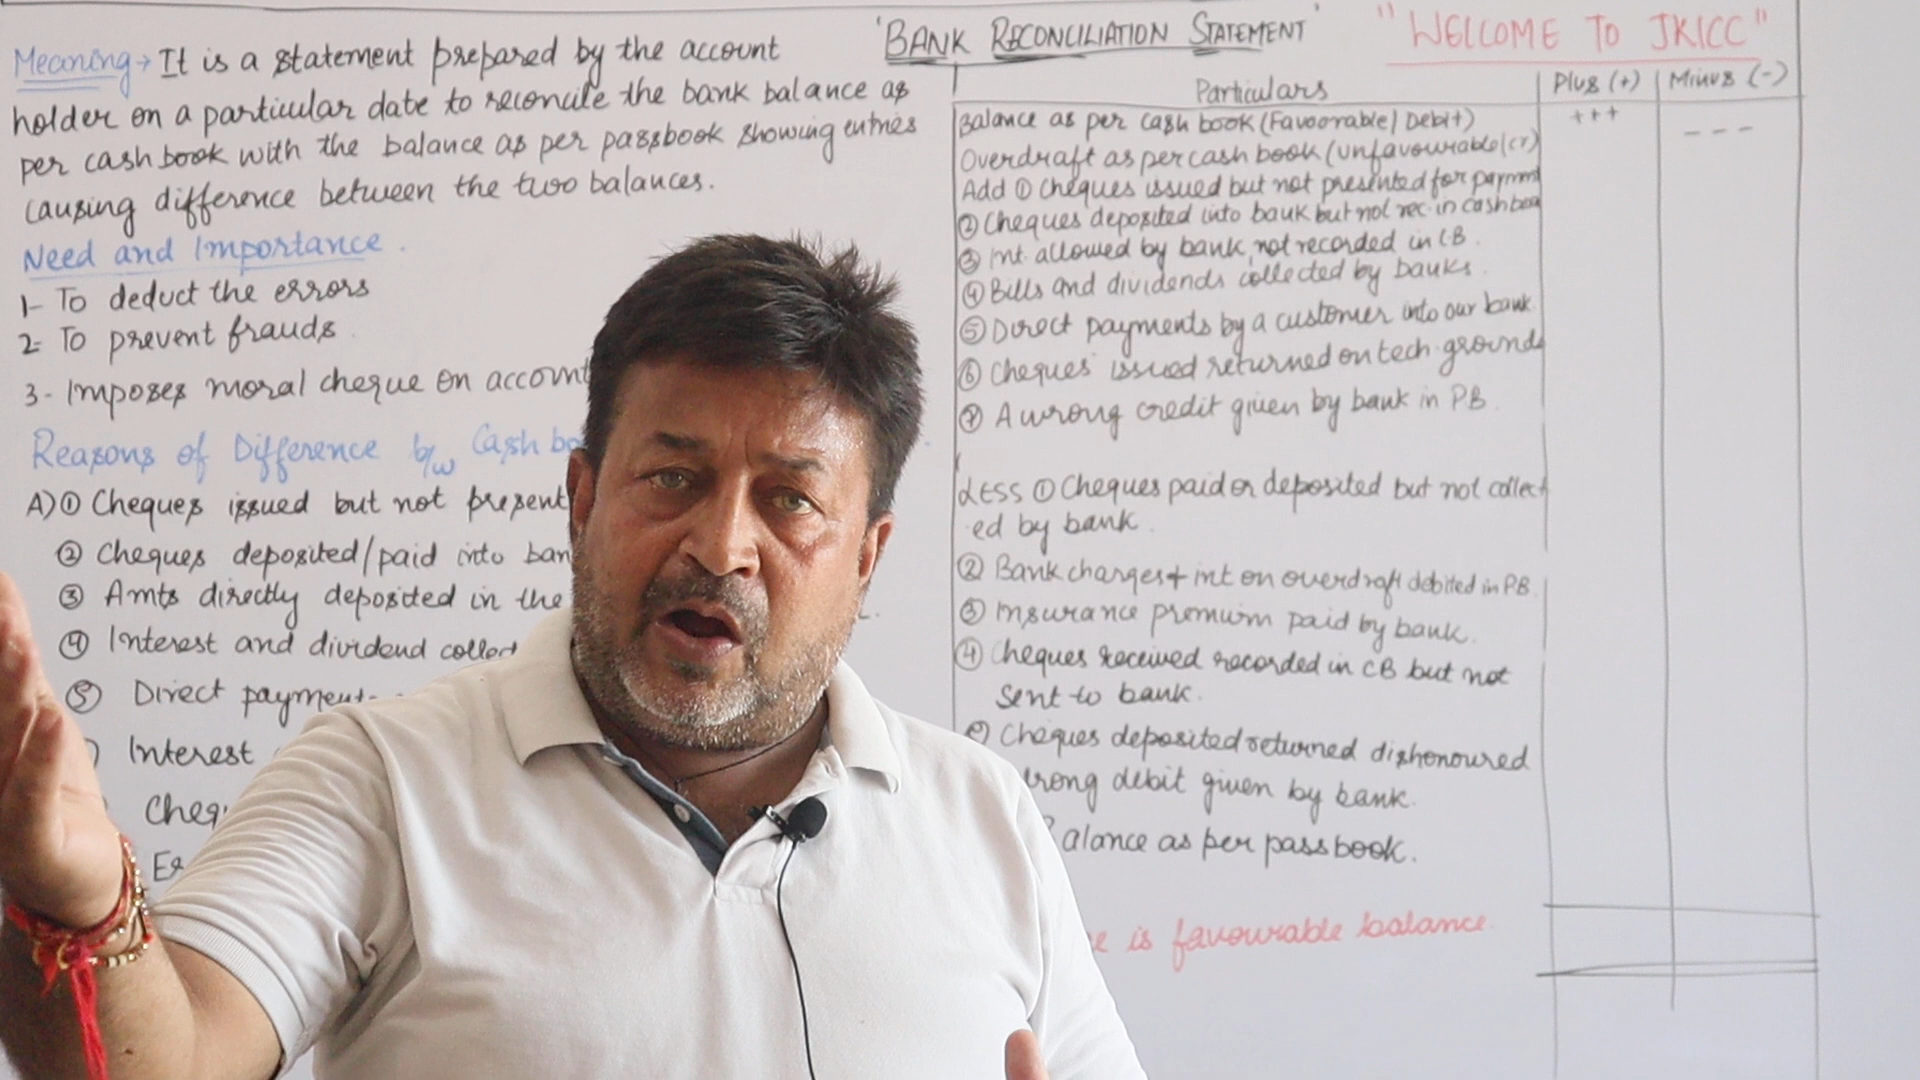 'BANK RECONCILIATION STATEMENT'
"WELCOME TO JKICC"
Meaning → It is a statement prepared by the account
holder on a particular date to reconcile the bank balance as
per cash book with the balance as per passbook showing entries
causing difference between the two balances.
Need and Importance.
1- To deduct the errors
2- To prevent frauds
3- Imposes moral cheque on account
Reasons of Difference b/w Cash bo
A) ① Cheques issued but not present
② Cheques deposited/paid into ban
③ Amts directly deposited in the
④ Interest and dividend collect
⑤ Direct payment
) Interest
Cheq
Er
Particulars
Plus (+)
Minus (-)
Balance as per cash book (Favourable/Debit)
+++
Overdraft as per cash book (unfavourable/cr)
---
Add ① Cheques issued but not presented for payment
② Cheques deposited into bank but not rec. in cash book
③ Int. allowed by bank, not recorded in CB.
④ Bills and dividends collected by banks.
⑤ Direct payments by a customer into our bank.
⑥ Cheques issued returned on tech. grounds
⑦ A wrong credit given by bank in PB.
LESS ① Cheques paid or deposited but not collect
ed by bank.
② Bank charges + int on overdraft debited in PB.
③ Insurance premium paid by bank.
④ Cheques received recorded in CB but not
sent to bank.
Cheques deposited returned dishonoured
rong debit given by bank.
alance as per passbook.
e is favourable balance.